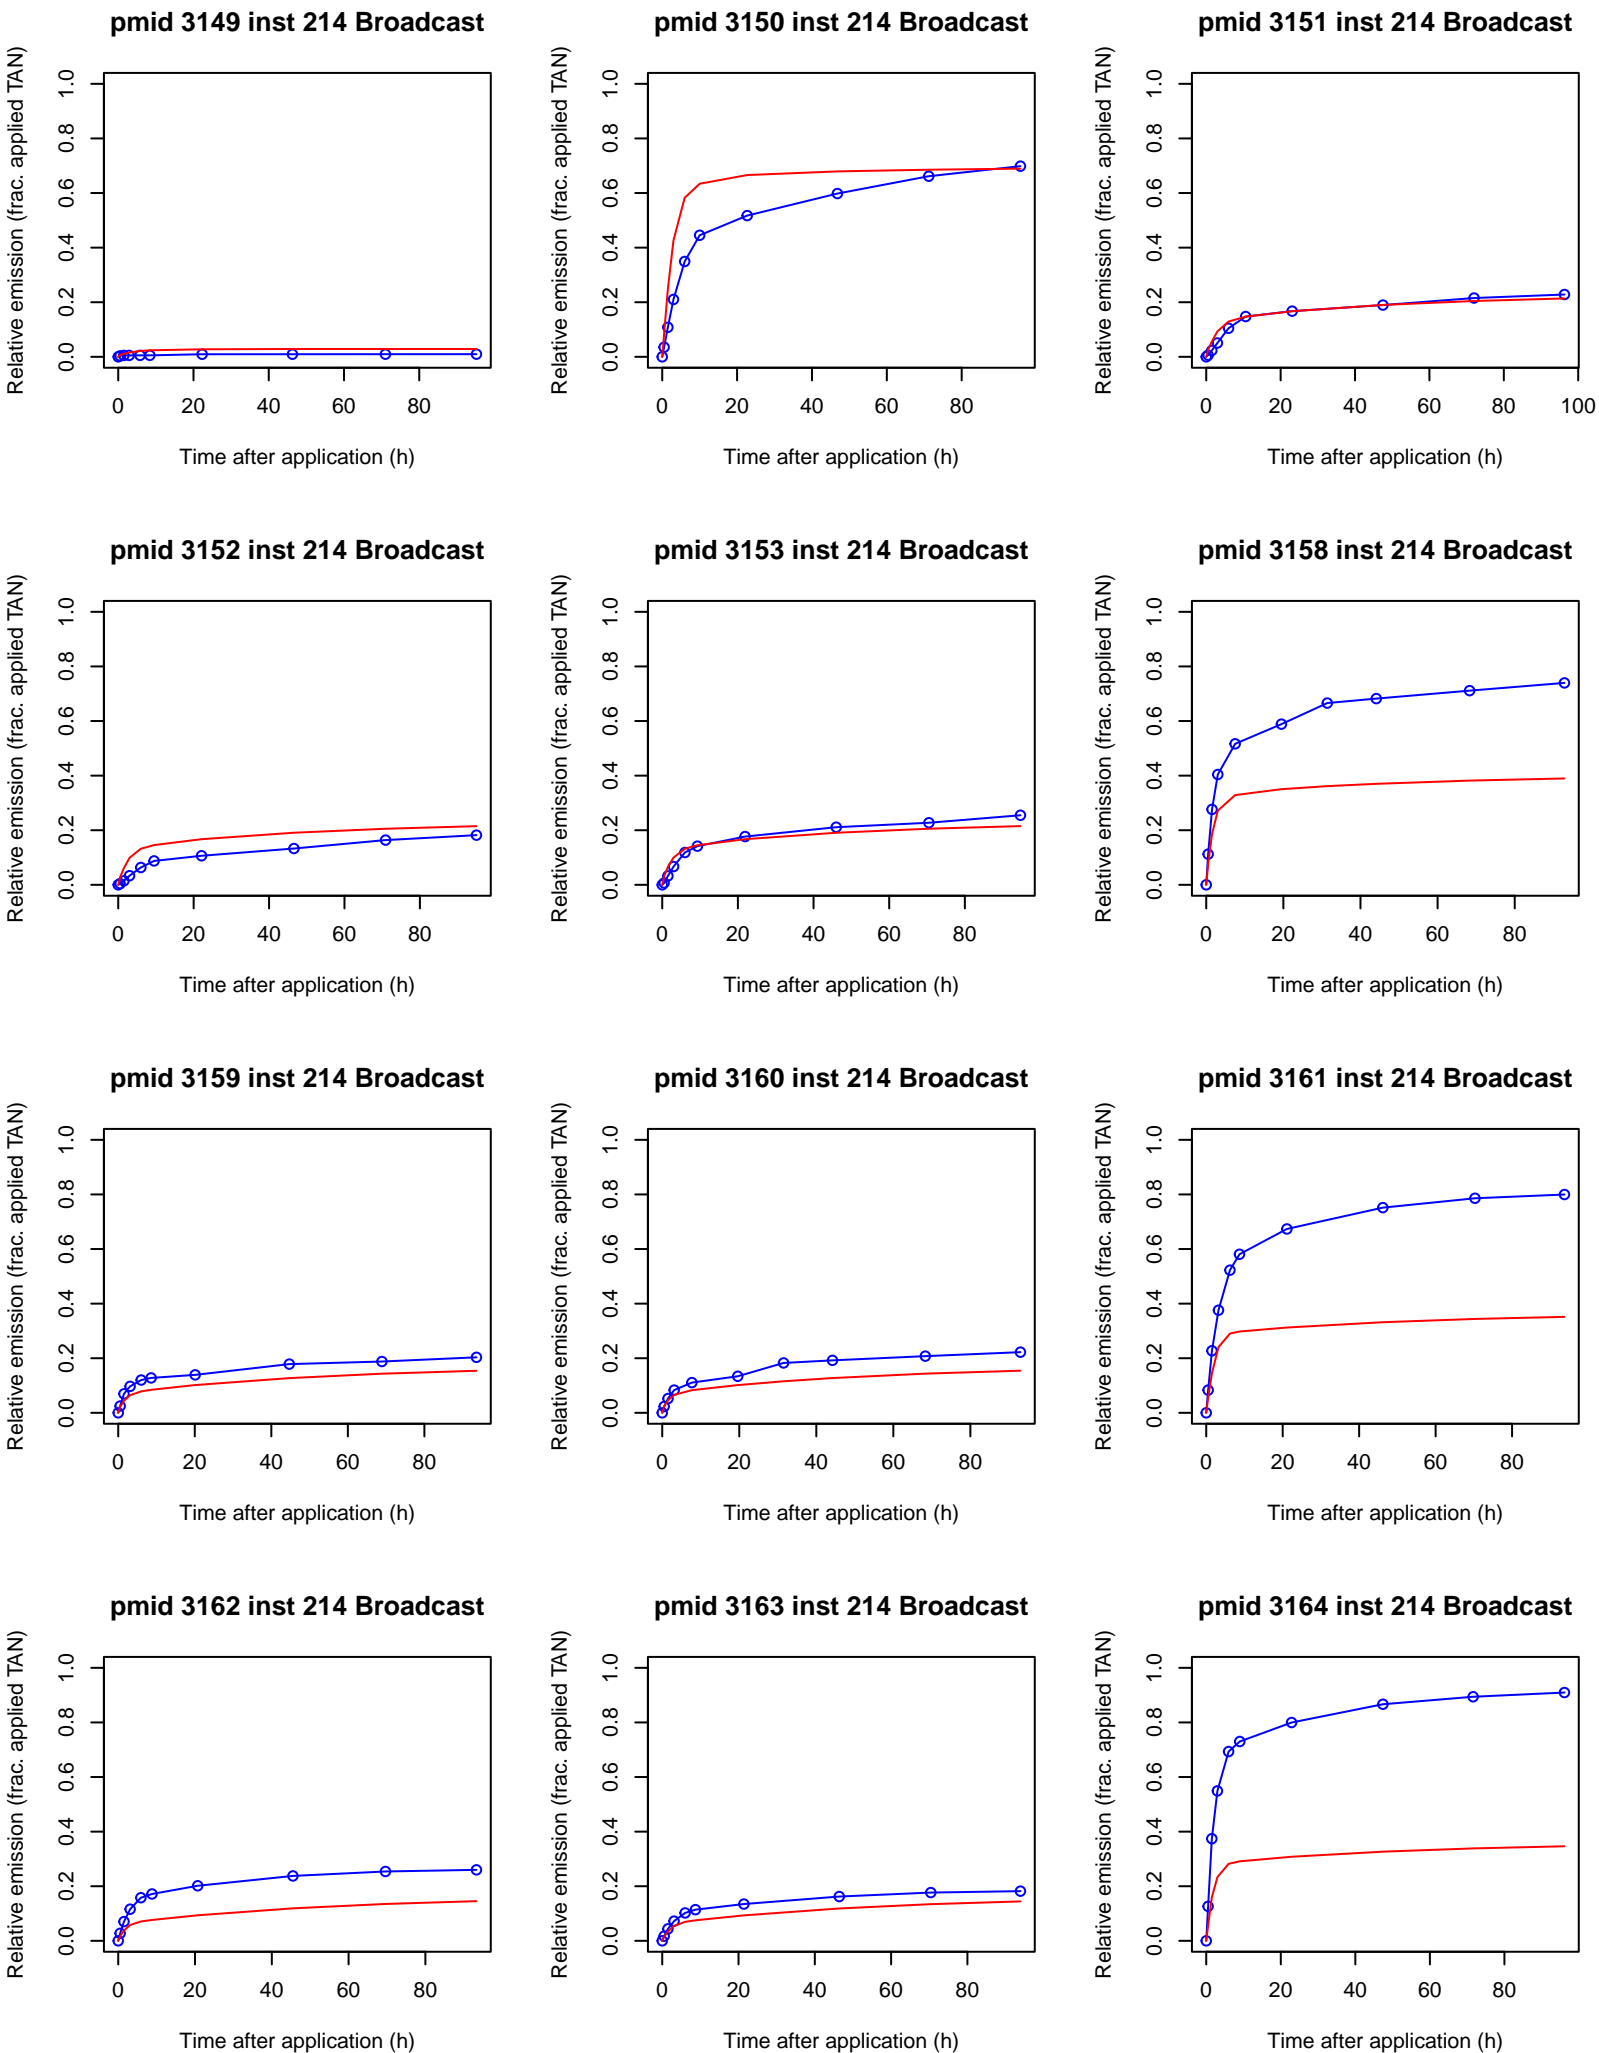 pmid 3149 inst 214 Broadcast
Relative emission (frac. applied TAN)
0.0 0.2 0.4 0.6 0.8 1.0
0 20 40 60 80
Time after application (h)
pmid 3150 inst 214 Broadcast
Relative emission (frac. applied TAN)
0.0 0.2 0.4 0.6 0.8 1.0
0 20 40 60 80
Time after application (h)
pmid 3151 inst 214 Broadcast
Relative emission (frac. applied TAN)
0.0 0.2 0.4 0.6 0.8 1.0
0 20 40 60 80 100
Time after application (h)
pmid 3152 inst 214 Broadcast
Relative emission (frac. applied TAN)
0.0 0.2 0.4 0.6 0.8 1.0
0 20 40 60 80
Time after application (h)
pmid 3153 inst 214 Broadcast
Relative emission (frac. applied TAN)
0.0 0.2 0.4 0.6 0.8 1.0
0 20 40 60 80
Time after application (h)
pmid 3158 inst 214 Broadcast
Relative emission (frac. applied TAN)
0.0 0.2 0.4 0.6 0.8 1.0
0 20 40 60 80
Time after application (h)
pmid 3159 inst 214 Broadcast
Relative emission (frac. applied TAN)
0.0 0.2 0.4 0.6 0.8 1.0
0 20 40 60 80
Time after application (h)
pmid 3160 inst 214 Broadcast
Relative emission (frac. applied TAN)
0.0 0.2 0.4 0.6 0.8 1.0
0 20 40 60 80
Time after application (h)
pmid 3161 inst 214 Broadcast
Relative emission (frac. applied TAN)
0.0 0.2 0.4 0.6 0.8 1.0
0 20 40 60 80
Time after application (h)
pmid 3162 inst 214 Broadcast
Relative emission (frac. applied TAN)
0.0 0.2 0.4 0.6 0.8 1.0
0 20 40 60 80
Time after application (h)
pmid 3163 inst 214 Broadcast
Relative emission (frac. applied TAN)
0.0 0.2 0.4 0.6 0.8 1.0
0 20 40 60 80
Time after application (h)
pmid 3164 inst 214 Broadcast
Relative emission (frac. applied TAN)
0.0 0.2 0.4 0.6 0.8 1.0
0 20 40 60 80
Time after application (h)